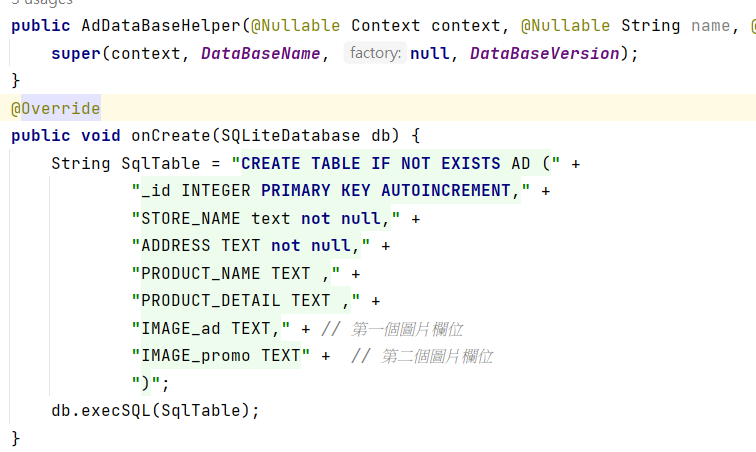 3 usages
public AdDataBaseHelper(@Nullable Context context, @Nullable String name, @
super(context, DataBaseName, factory: null, DataBaseVersion);
}
@Override
public void onCreate(SQLiteDatabase db) {
String SqlTable = "CREATE TABLE IF NOT EXISTS AD (" +
"_id INTEGER PRIMARY KEY AUTOINCREMENT," +
"STORE_NAME text not null," +
"ADDRESS TEXT not null," +
"PRODUCT_NAME TEXT ," +
"PRODUCT_DETAIL TEXT ," +
"IMAGE_ad TEXT," + // 第一個圖片欄位
"IMAGE_promo TEXT" + // 第二個圖片欄位
")";
db.execSQL(SqlTable);
}